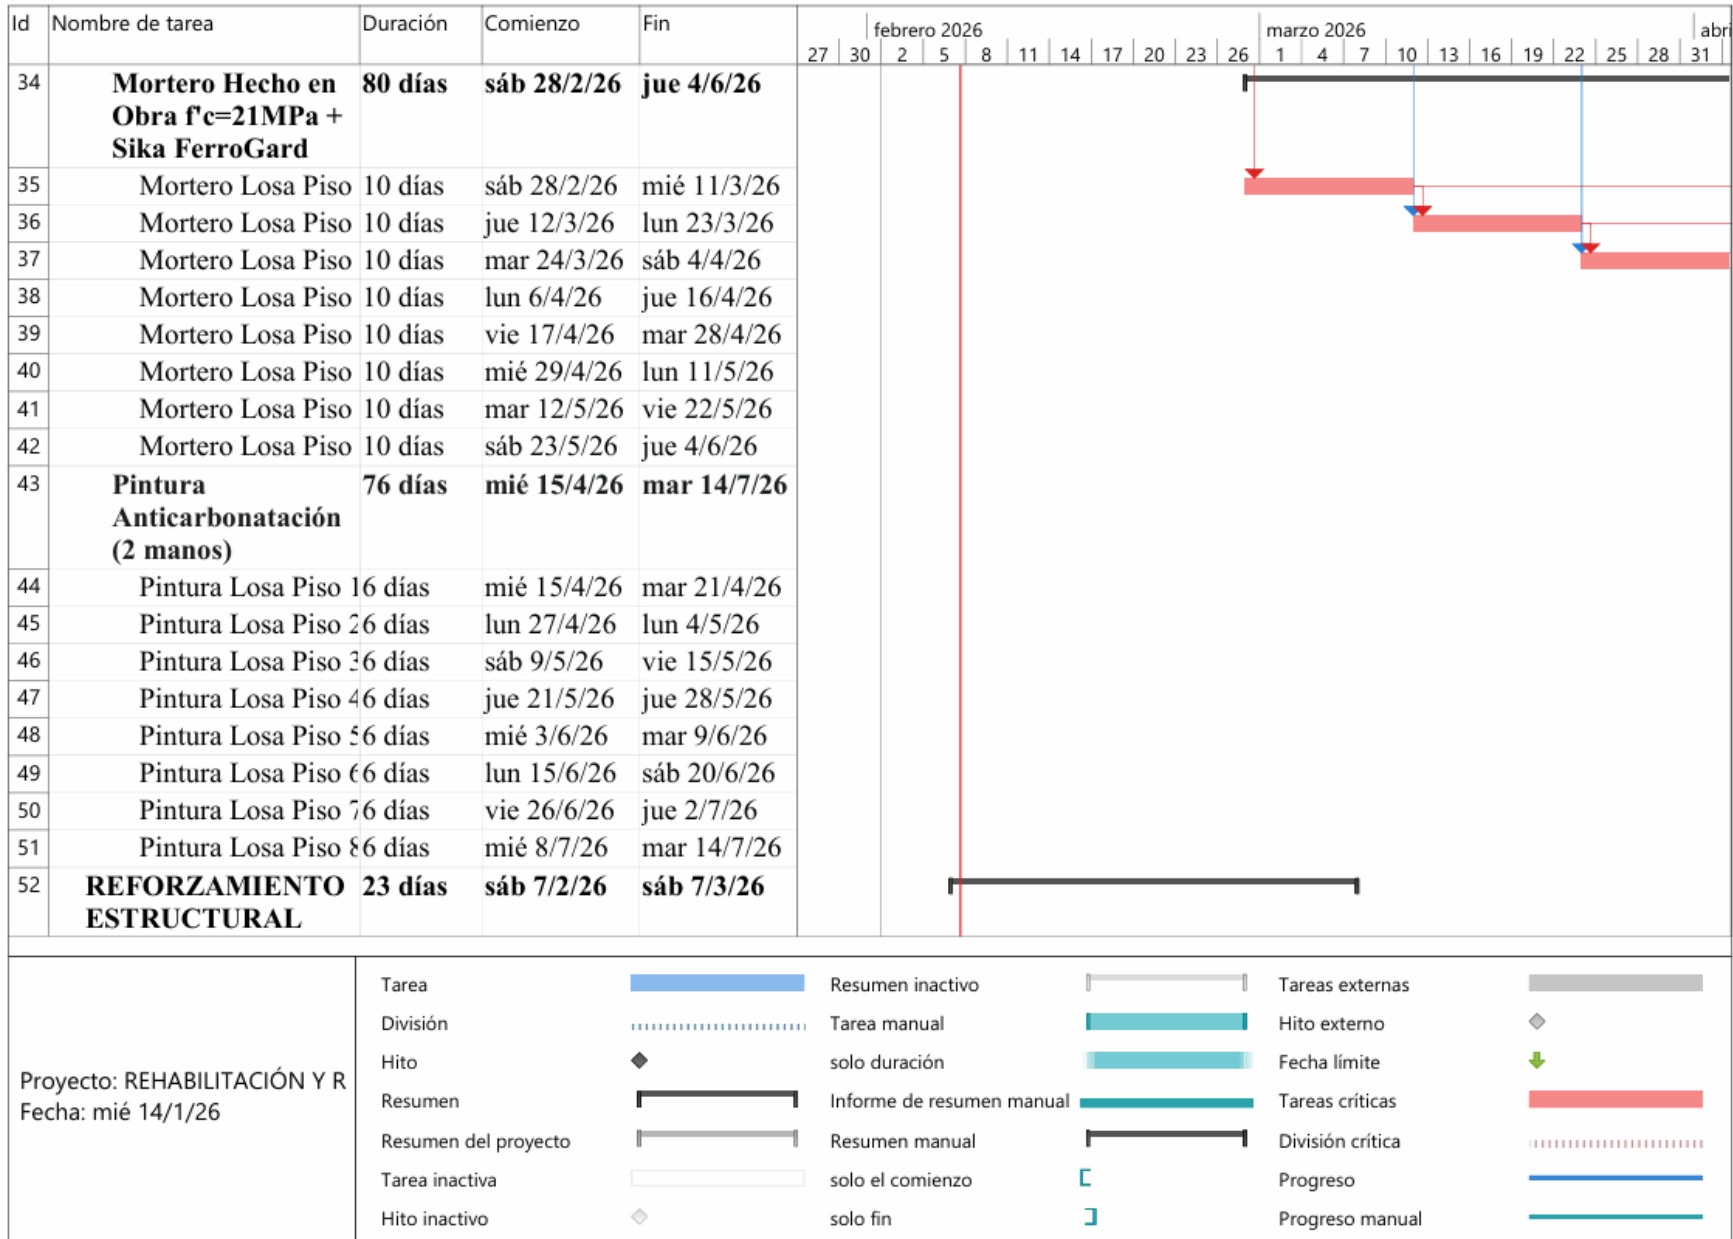 Id Nombre de tarea Duración Comienzo Fin
febrero 2026 marzo 2026 abri
27 30 2 5 8 11 14 17 20 23 26 1 4 7 10 13 16 19 22 25 28 31
34 Mortero Hecho en 80 días sáb 28/2/26 jue 4/6/26
Obra f'c=21MPa +
Sika FerroGard
35 Mortero Losa Piso 10 días sáb 28/2/26 mié 11/3/26
36 Mortero Losa Piso 10 días jue 12/3/26 lun 23/3/26
37 Mortero Losa Piso 10 días mar 24/3/26 sáb 4/4/26
38 Mortero Losa Piso 10 días lun 6/4/26 jue 16/4/26
39 Mortero Losa Piso 10 días vie 17/4/26 mar 28/4/26
40 Mortero Losa Piso 10 días mié 29/4/26 lun 11/5/26
41 Mortero Losa Piso 10 días mar 12/5/26 vie 22/5/26
42 Mortero Losa Piso 10 días sáb 23/5/26 jue 4/6/26
43 Pintura 76 días mié 15/4/26 mar 14/7/26
Anticarbonatación
(2 manos)
44 Pintura Losa Piso 1 6 días mié 15/4/26 mar 21/4/26
45 Pintura Losa Piso 2 6 días lun 27/4/26 lun 4/5/26
46 Pintura Losa Piso 3 6 días sáb 9/5/26 vie 15/5/26
47 Pintura Losa Piso 4 6 días jue 21/5/26 jue 28/5/26
48 Pintura Losa Piso 5 6 días mié 3/6/26 mar 9/6/26
49 Pintura Losa Piso 6 6 días lun 15/6/26 sáb 20/6/26
50 Pintura Losa Piso 7 6 días vie 26/6/26 jue 2/7/26
51 Pintura Losa Piso 8 6 días mié 8/7/26 mar 14/7/26
52 REFORZAMIENTO 23 días sáb 7/2/26 sáb 7/3/26
ESTRUCTURAL
Proyecto: REHABILITACIÓN Y R
Fecha: mié 14/1/26
Tarea
División
Hito
Resumen
Resumen del proyecto
Tarea inactiva
Hito inactivo
Resumen inactivo
Tarea manual
solo duración
Informe de resumen manual
Resumen manual
solo el comienzo
solo fin
Tareas externas
Hito externo
Fecha límite
Tareas críticas
División crítica
Progreso
Progreso manual